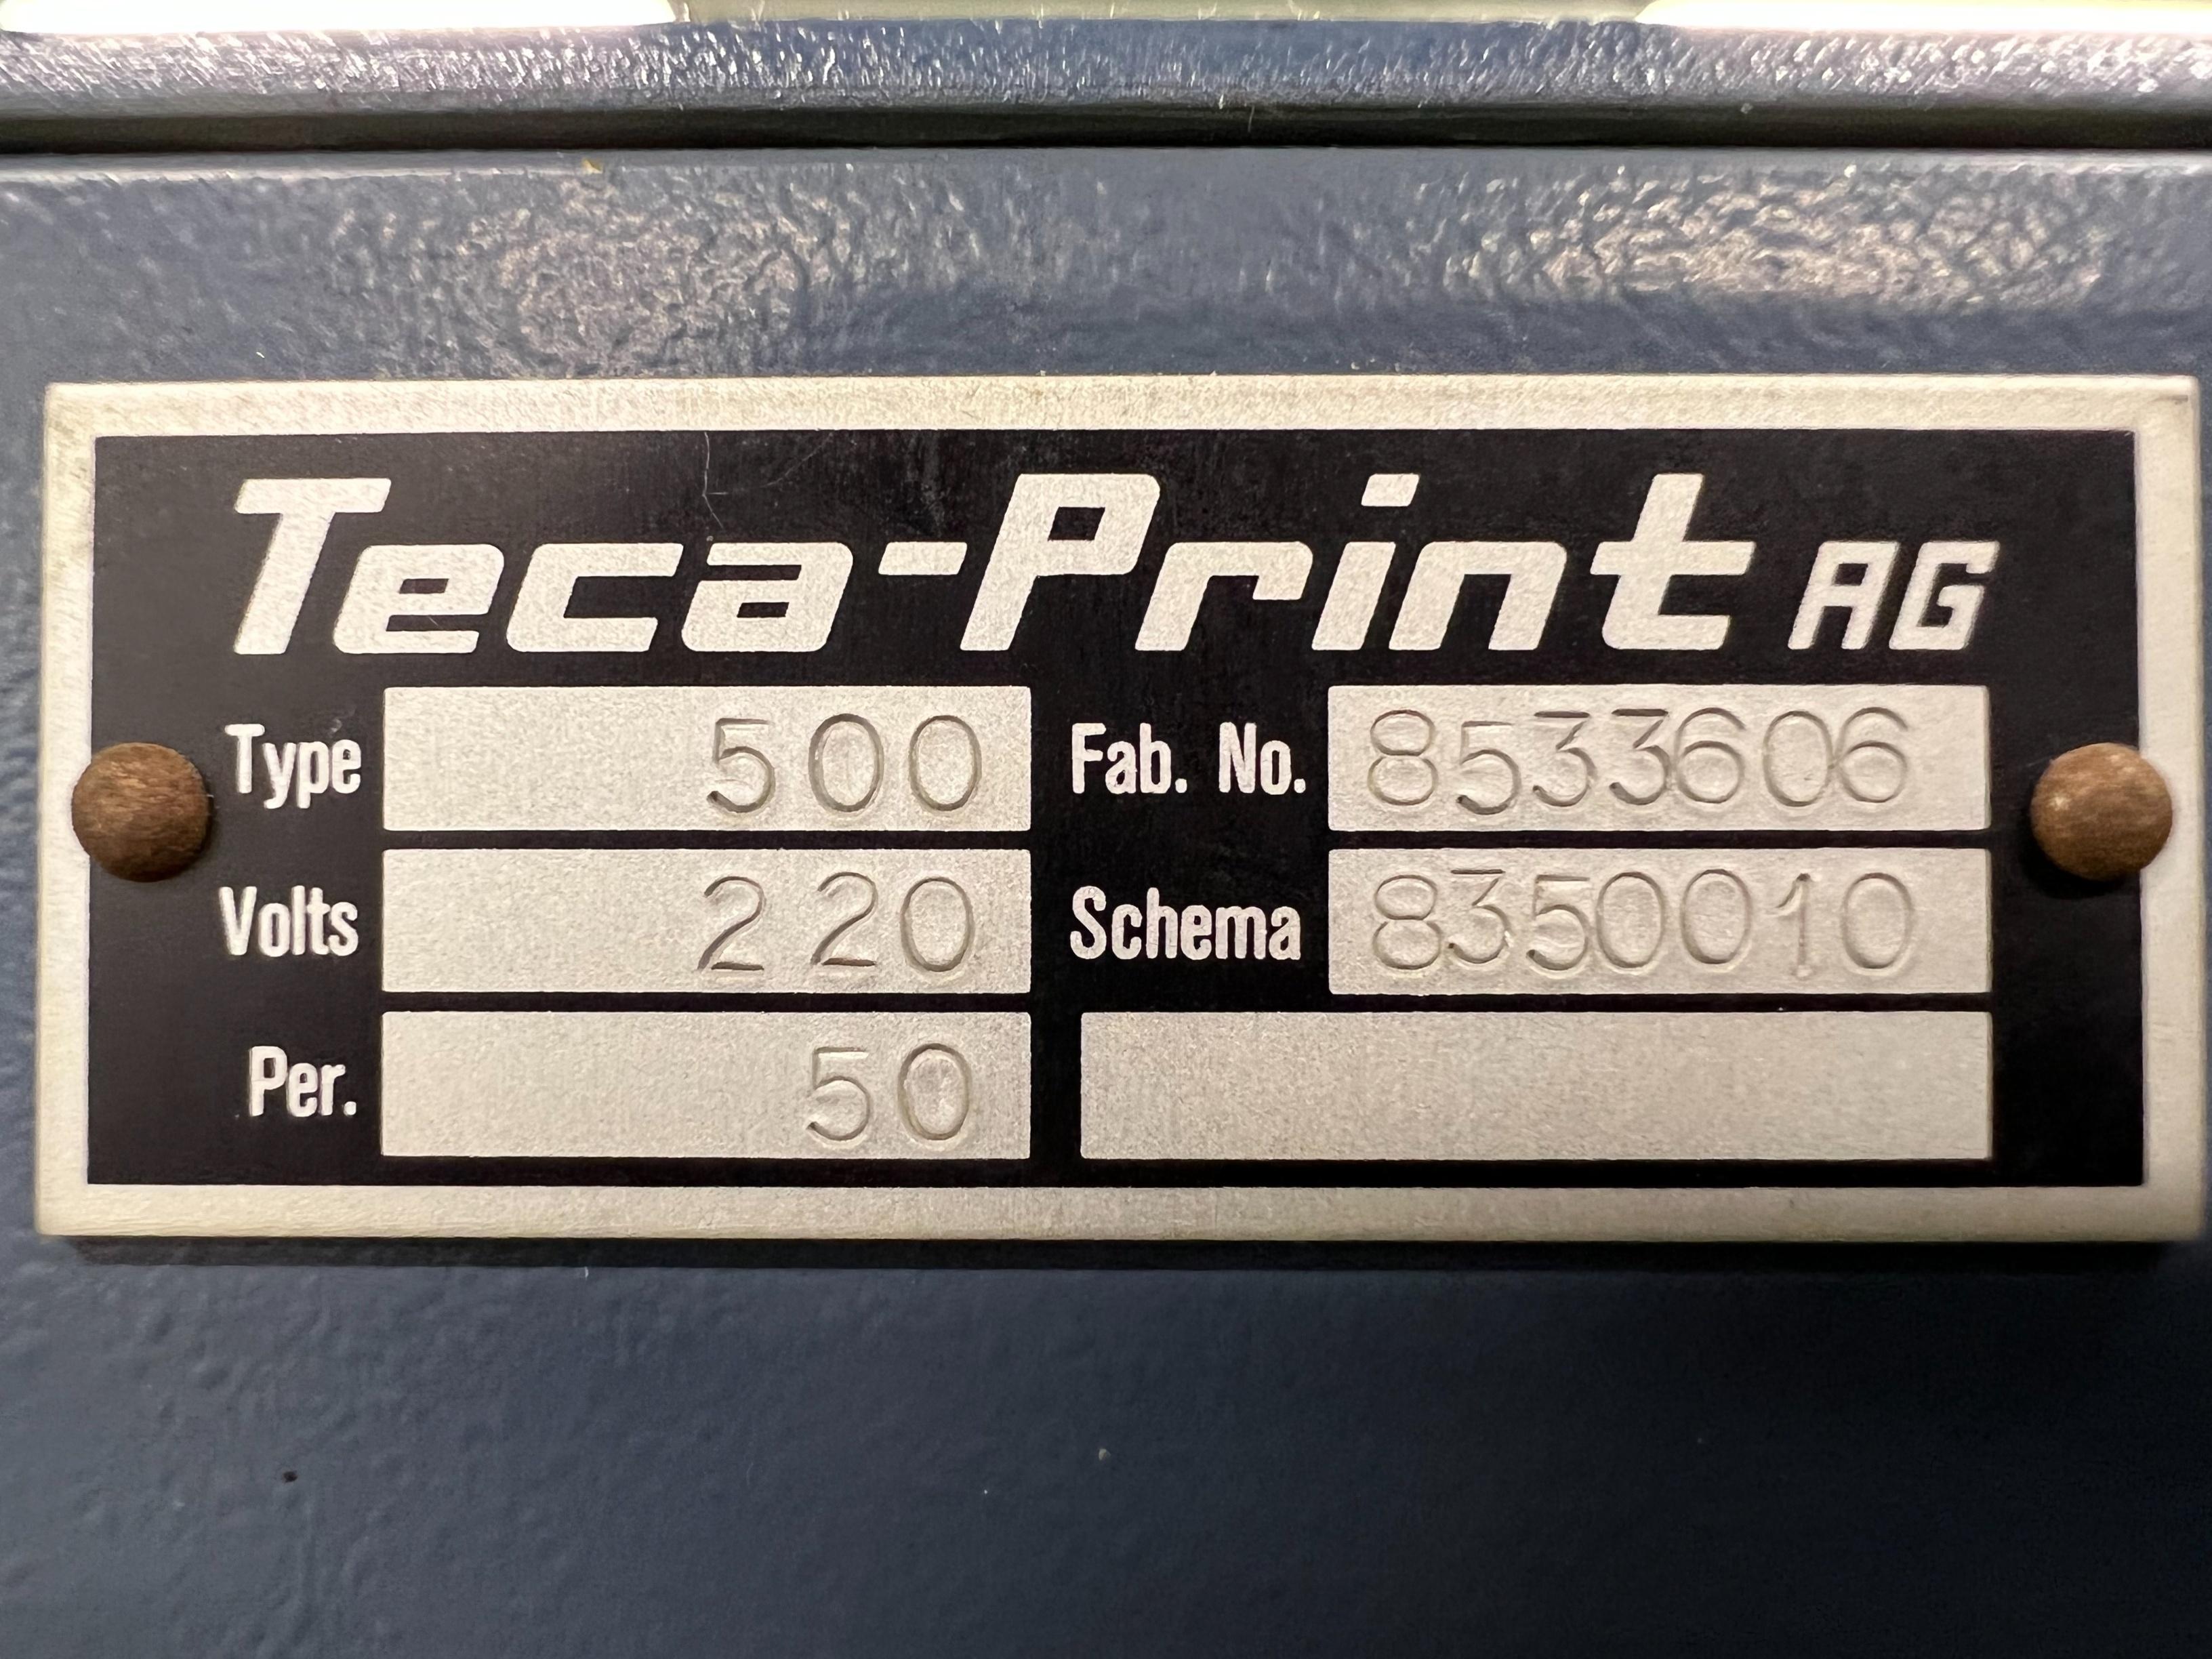 Teca-Print AG
Type 500 Fab. No. 8533606
Volts 220 Schema 8350010
Per. 50